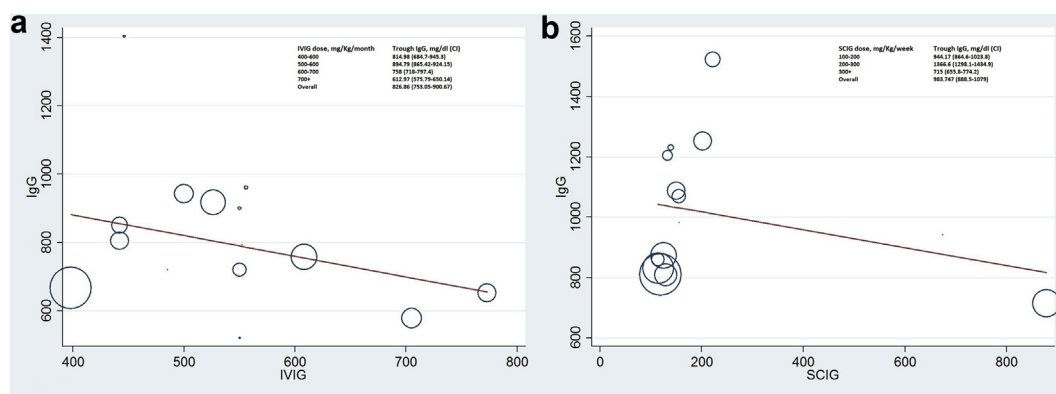 a
1400
1200
1000
800
600
IgG
IVIG dose, mg/Kg/month Trough IgG, mg/dl (CI)
400-600 814.98 (684.7-945.3)
500-600 894.79 (865.42-924.15)
600-700 758 (718-797.4)
700+ 612.97 (575.79-650.14)
Overall 826.86 (753.05-900.67)
400 500 600 700 800
IVIG
b
1600
1400
1200
1000
800
600
IgG
SCIG dose, mg/Kg/week Trough IgG, mg/dl (CI)
100-200 944.17 (864.6-1023.8)
200-300 1366.6 (1298.1-1434.9)
300+ 715 (655.8-774.2)
Overall 983.747 (888.5-1079)
0 200 400 600 800
SCIG